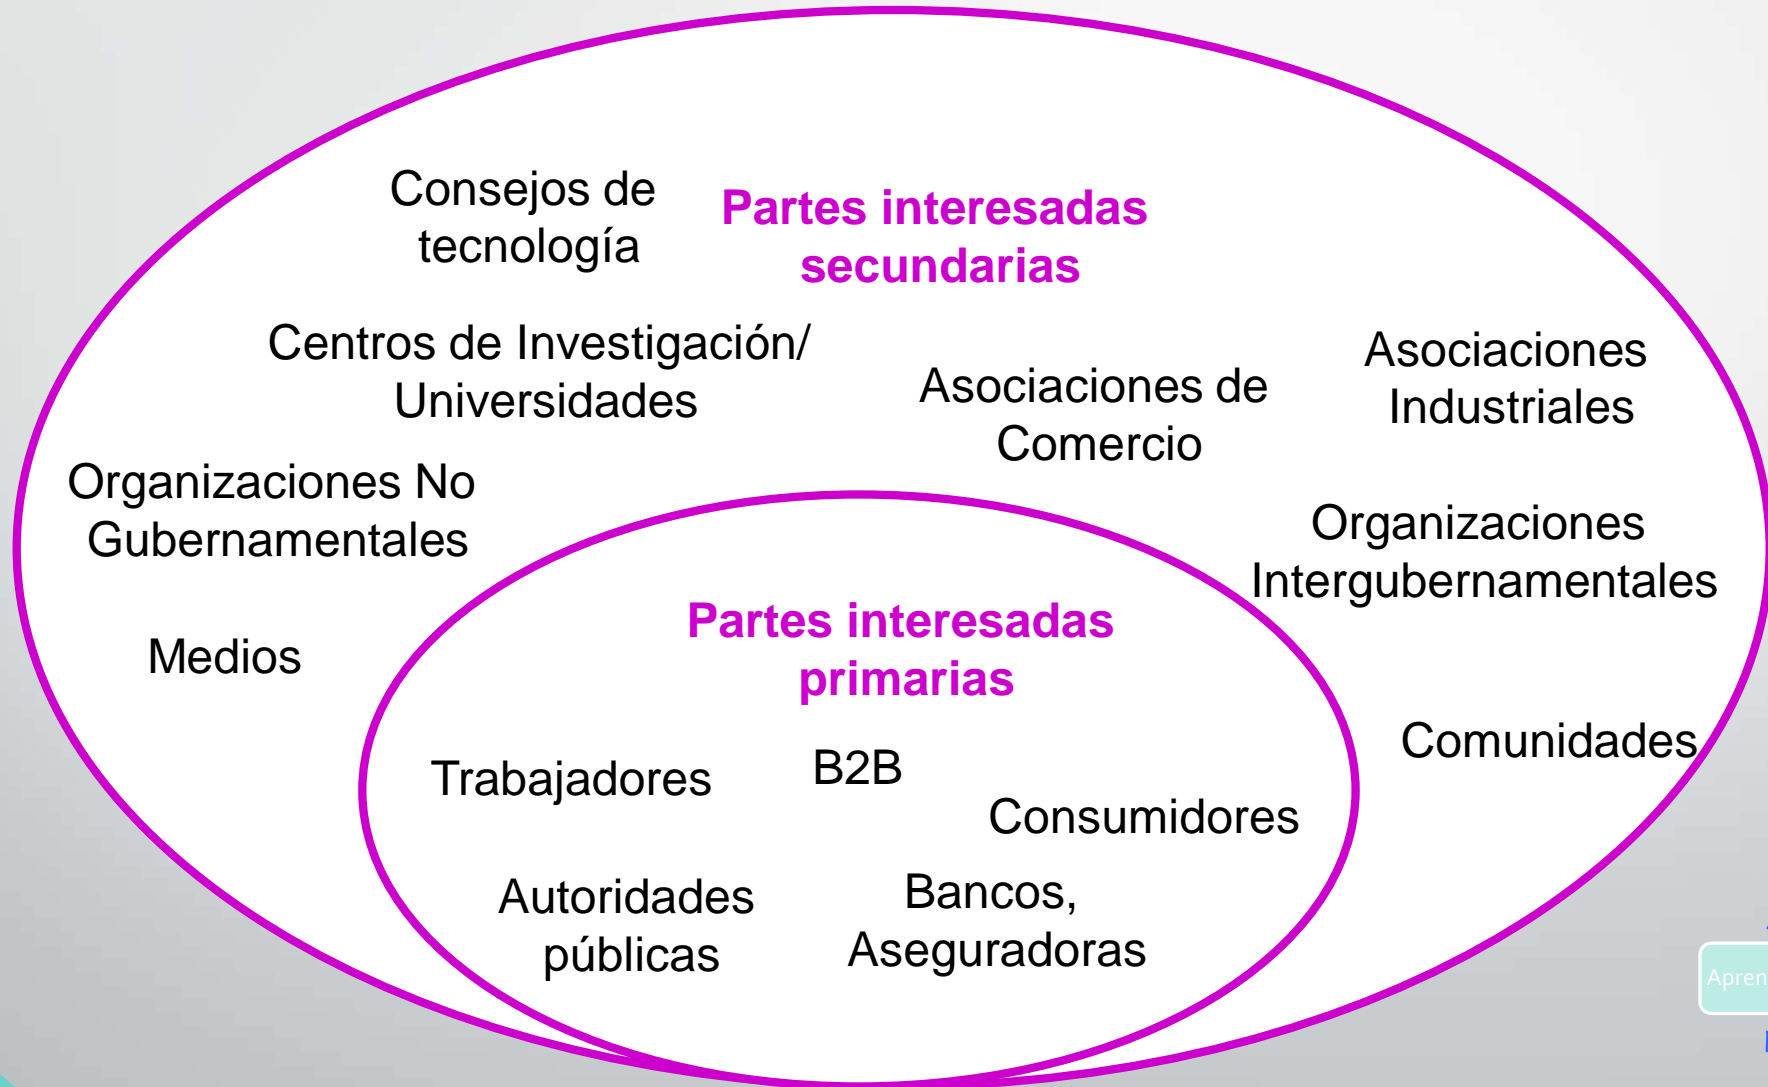 Consejos de
tecnología
Partes interesadas
secundarias
Centros de Investigación/
Universidades
Asociaciones de
Comercio
Asociaciones
Industriales
Organizaciones No
Gubernamentales
Organizaciones
Intergubernamentales
Medios
Partes interesadas
primarias
Comunidades
Trabajadores
B2B
Consumidores
Autoridades
públicas
Bancos,
Aseguradoras
Apren